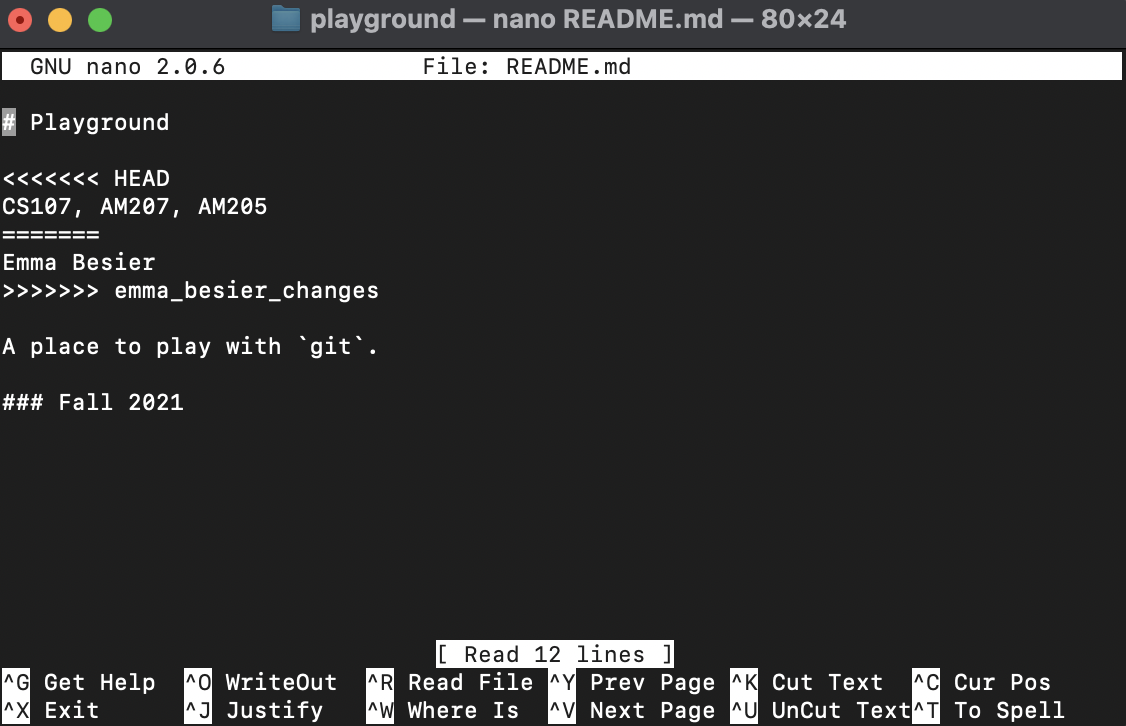 playground — nano README.md — 80×24
GNU nano 2.0.6 File: README.md
# Playground
<<<<<<< HEAD
CS107, AM207, AM205
=======
Emma Besier
>>>>>>> emma_besier_changes
A place to play with `git`.
### Fall 2021
[ Read 12 lines ]
^G Get Help ^O WriteOut ^R Read File ^Y Prev Page ^K Cut Text ^C Cur Pos
^X Exit ^J Justify ^W Where Is ^V Next Page ^U UnCut Text^T To Spell